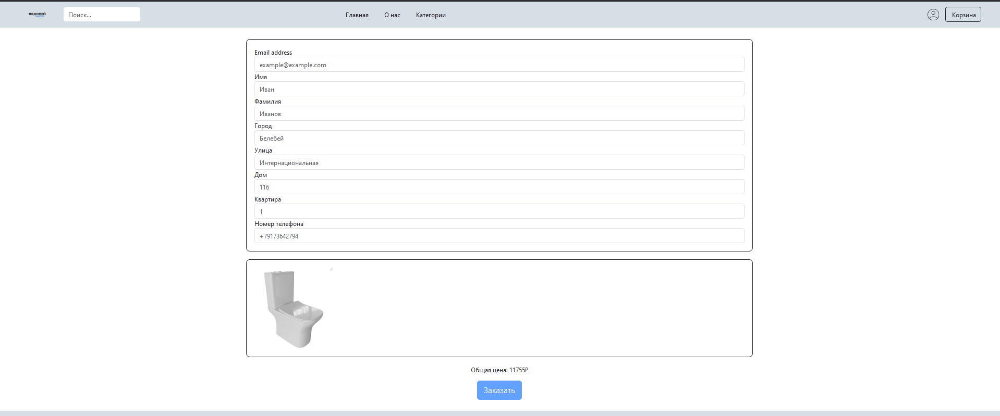 ВОДОЛЕЙ
Поиск...
Главная
О нас
Категории
Корзина
Email address
example@example.com
Имя
Иван
Фамилия
Иванов
Город
Белебей
Улица
Интернациональная
Дом
116
Квартира
1
Номер телефона
+79173642794
Общая цена: 11755₽
Заказать